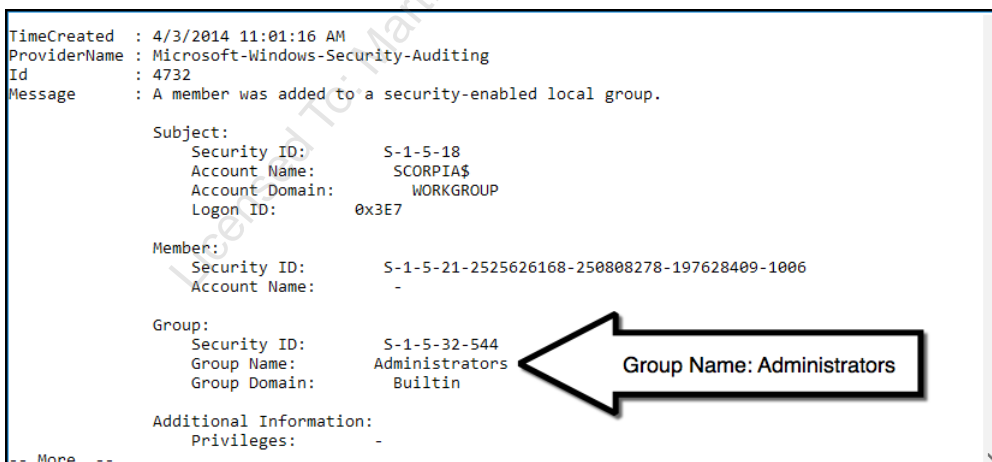 TimeCreated : 4/3/2014 11:01:16 AM
ProviderName : Microsoft-Windows-Security-Auditing
Id : 4732
Message : A member was added to a security-enabled local group.
Subject:
Security ID: S-1-5-18
Account Name: SCORPIA$
Account Domain: WORKGROUP
Logon ID: 0x3E7
Member:
Security ID: S-1-5-21-2525626168-250808278-197628409-1006
Account Name: -
Group:
Security ID: S-1-5-32-544
Group Name: Administrators
Group Domain: Builtin
Group Name: Administrators
Additional Information:
Privileges: -
-- More --
Licensed To: